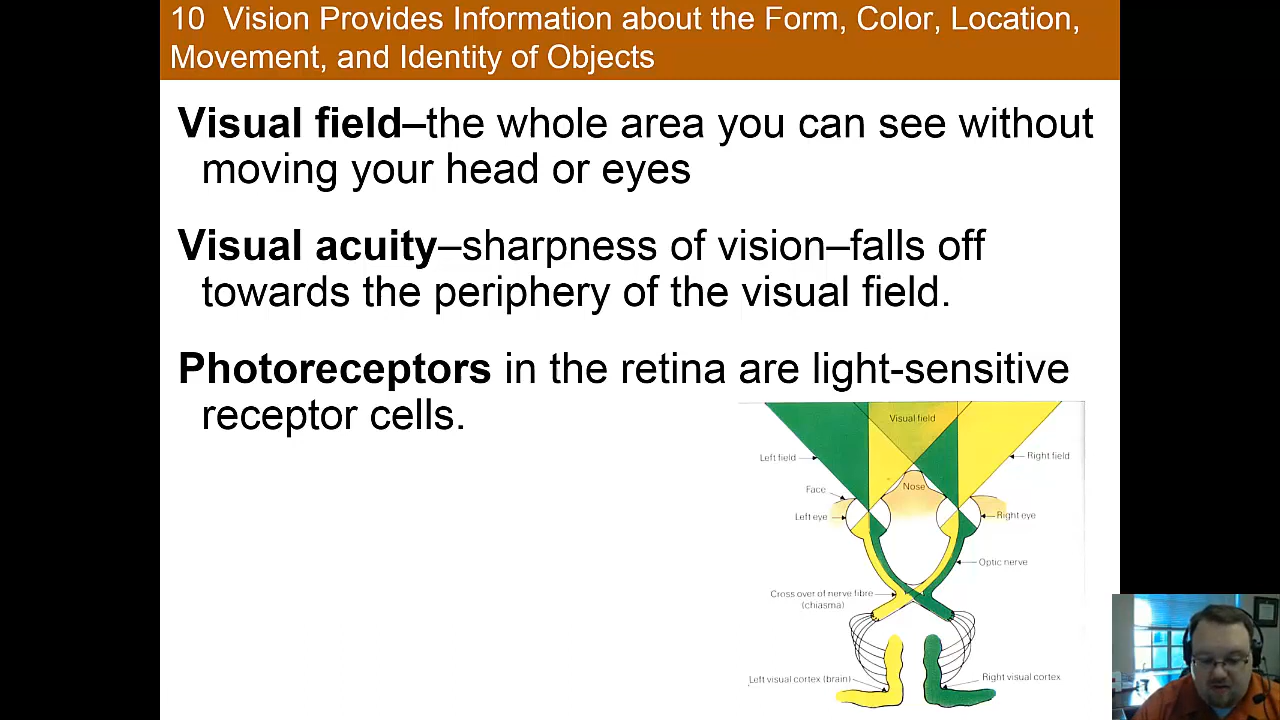 10  Vision Provides Information about the Form, Color, Location,
Movement, and Identity of Objects
Visual field–the whole area you can see without
moving your head or eyes
Visual acuity–sharpness of vision–falls off
towards the periphery of the visual field.
Photoreceptors in the retina are light-sensitive
receptor cells.
Visual field
Left field
Right field
Face
Nose
Left eye
Right eye
Optic nerve
Cross over of nerve fibre
(chiasma)
Left visual cortex (brain)
Right visual cortex